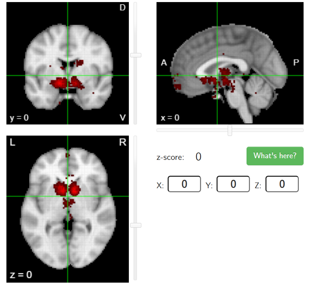 D
y = 0
V
A
P
x = 0
L
R
z = 0
z-score: 0
What's here?
X: 0 Y: 0 Z: 0